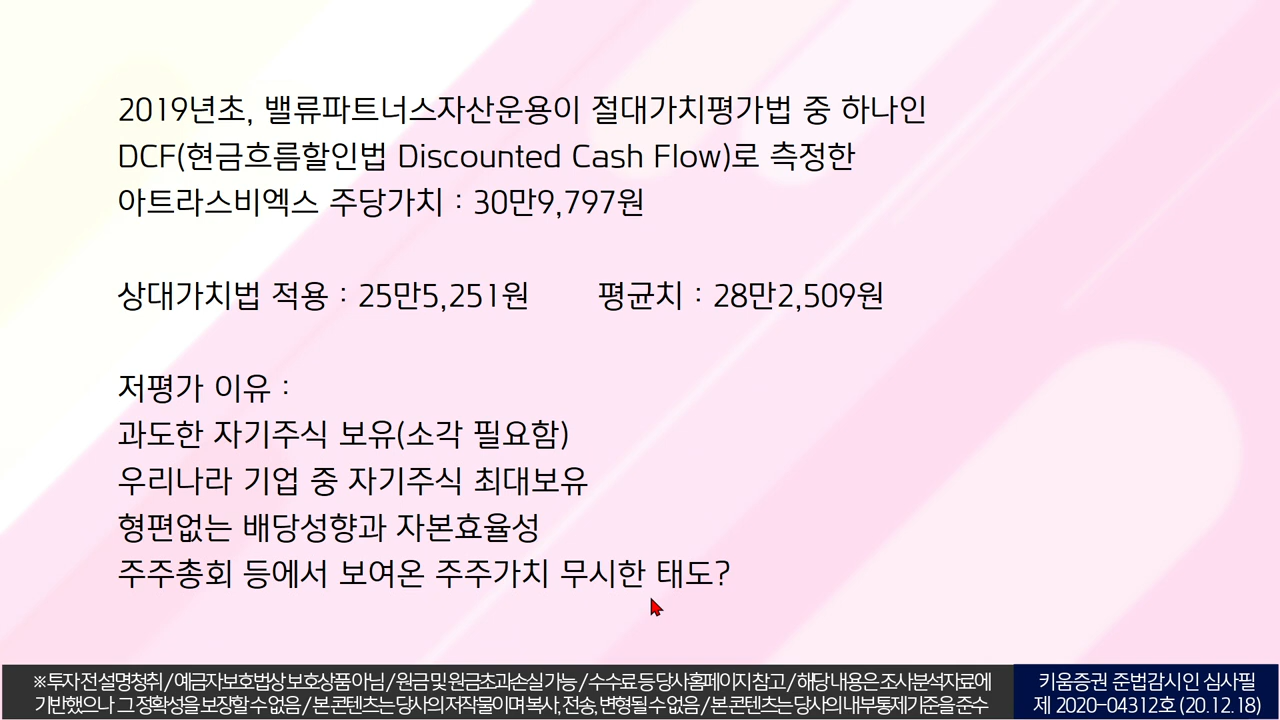 2019년초, 밸류파트너스자산운용이 절대가치평가법 중 하나인
DCF(현금흐름할인법 Discounted Cash Flow)로 측정한
아트라스비엑스 주당가치 : 30만9,797원
상대가치법 적용 : 25만5,251원 평균치 : 28만2,509원
저평가 이유 :
과도한 자기주식 보유(소각 필요함)
우리나라 기업 중 자기주식 최대보유
형편없는 배당성향과 자본효율성
주주총회 등에서 보여온 주주가치 무시한 태도?
※ 투자 전 설명청취 / 예금자보호법상 보호상품 아님 / 원금 및 원금초과손실 가능 / 수수료 등 당사홈페이지 참고 / 해당 내용은 조사분석자료에
기반했으나 그 정확성을 보장할 수 없음 / 본 콘텐츠는 당사의 저작물이며 복사, 전송, 변형될 수 없음 / 본 콘텐츠는 당사의 내부통제기준을 준수
키움증권 준법감시인 심사필
제 2020-04312호 (20.12.18)